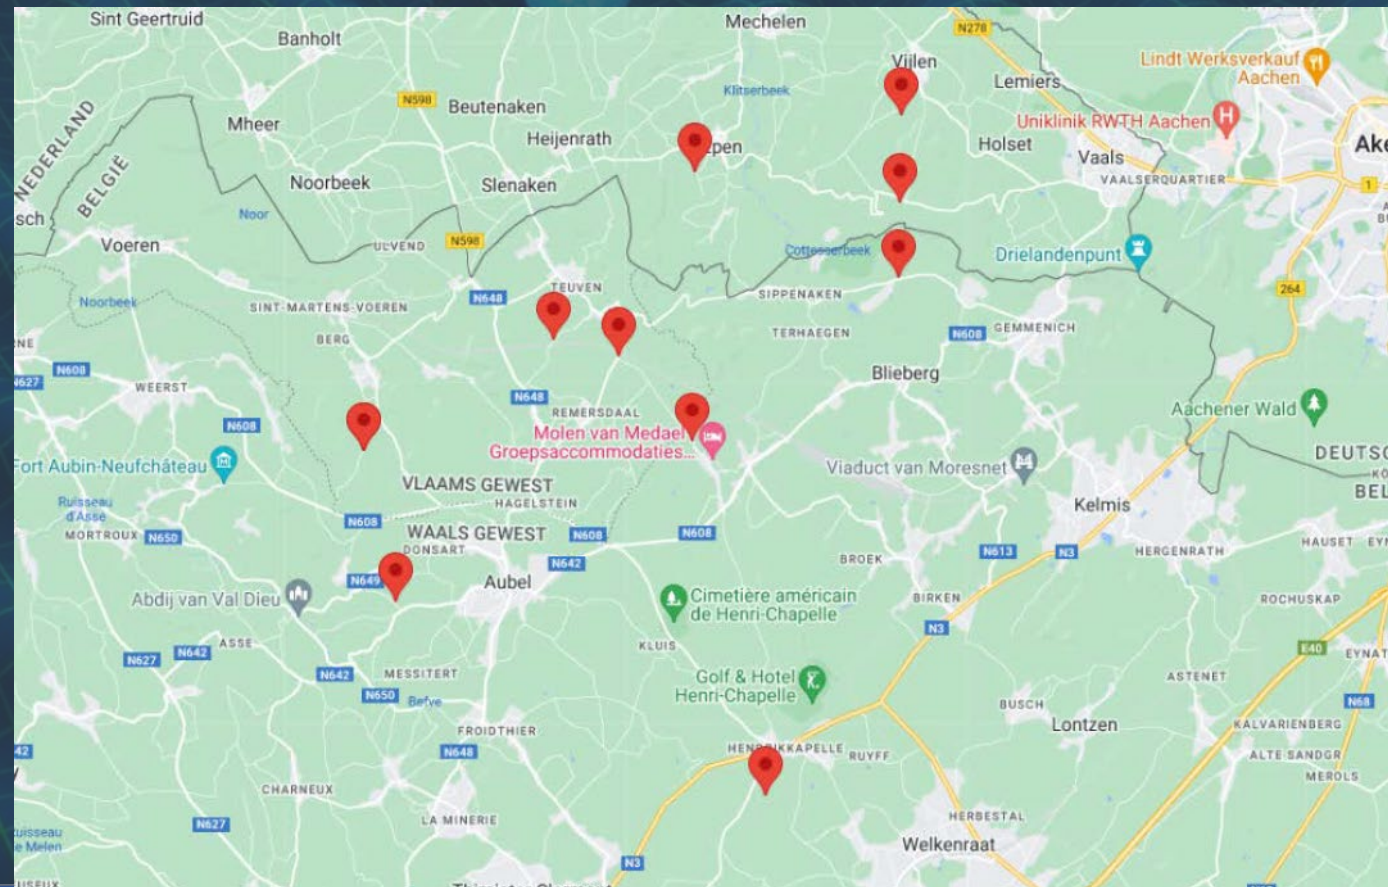 Sint Geertruid
Mechelen
N278
Banholt
Vijlen
Lindt Werksverkauf
Aachen
Lemiers
Klitserbeek
N598
Beutenaken
Mheer
Heijenrath
Uniklinik RWTH Aachen
H
Holset
Vaals
NEDERLAND
BELGIË
Noorbeek
Slenaken
VAALSERQUARTIER
1
Noor
Voeren
ULVEND
N598
Cottesserbeek
Drielandenpunt
TEUVEN
264
Noorbeek
SINT-MARTENS-VOEREN
N648
SIPPENAKEN
BERG
TERHAEGEN
N608
GEMMENICH
N608
N627
WEERST
Blieberg
N648
REMERSDAAL
Aachener Wald
N608
Molen van Medael
Groepsaccommodaties...
Fort Aubin-Neufchâteau
Viaduct van Moresnet
VLAAMS GEWEST
HAGELSTEIN
Ruisseau
d'Asse
Kelmis
MORTROUX
N650
N608
WAALS GEWEST
N608
N608
DONSART
N642
BROEK
N613
N3
HERGENRATH
HAUSET
N649
Aubel
Abdij van Val Dieu
Cimetière américain
de Henri-Chapelle
BIRKEN
ROCHUSKAP
N3
ASSE
KLUIS
N627
N642
N642
MESSITERT
E40
Golf & Hotel
Henri-Chapelle
ASTENET
N650
Befve
BUSCH
N68
FROIDTHIER
Lontzen
KALVARIENBERG
N648
RUYFF
ALTE SANDGR
MEROLS
CHARNEUX
LA MINERIE
HERBESTAL
N627
Welkenraat
N3